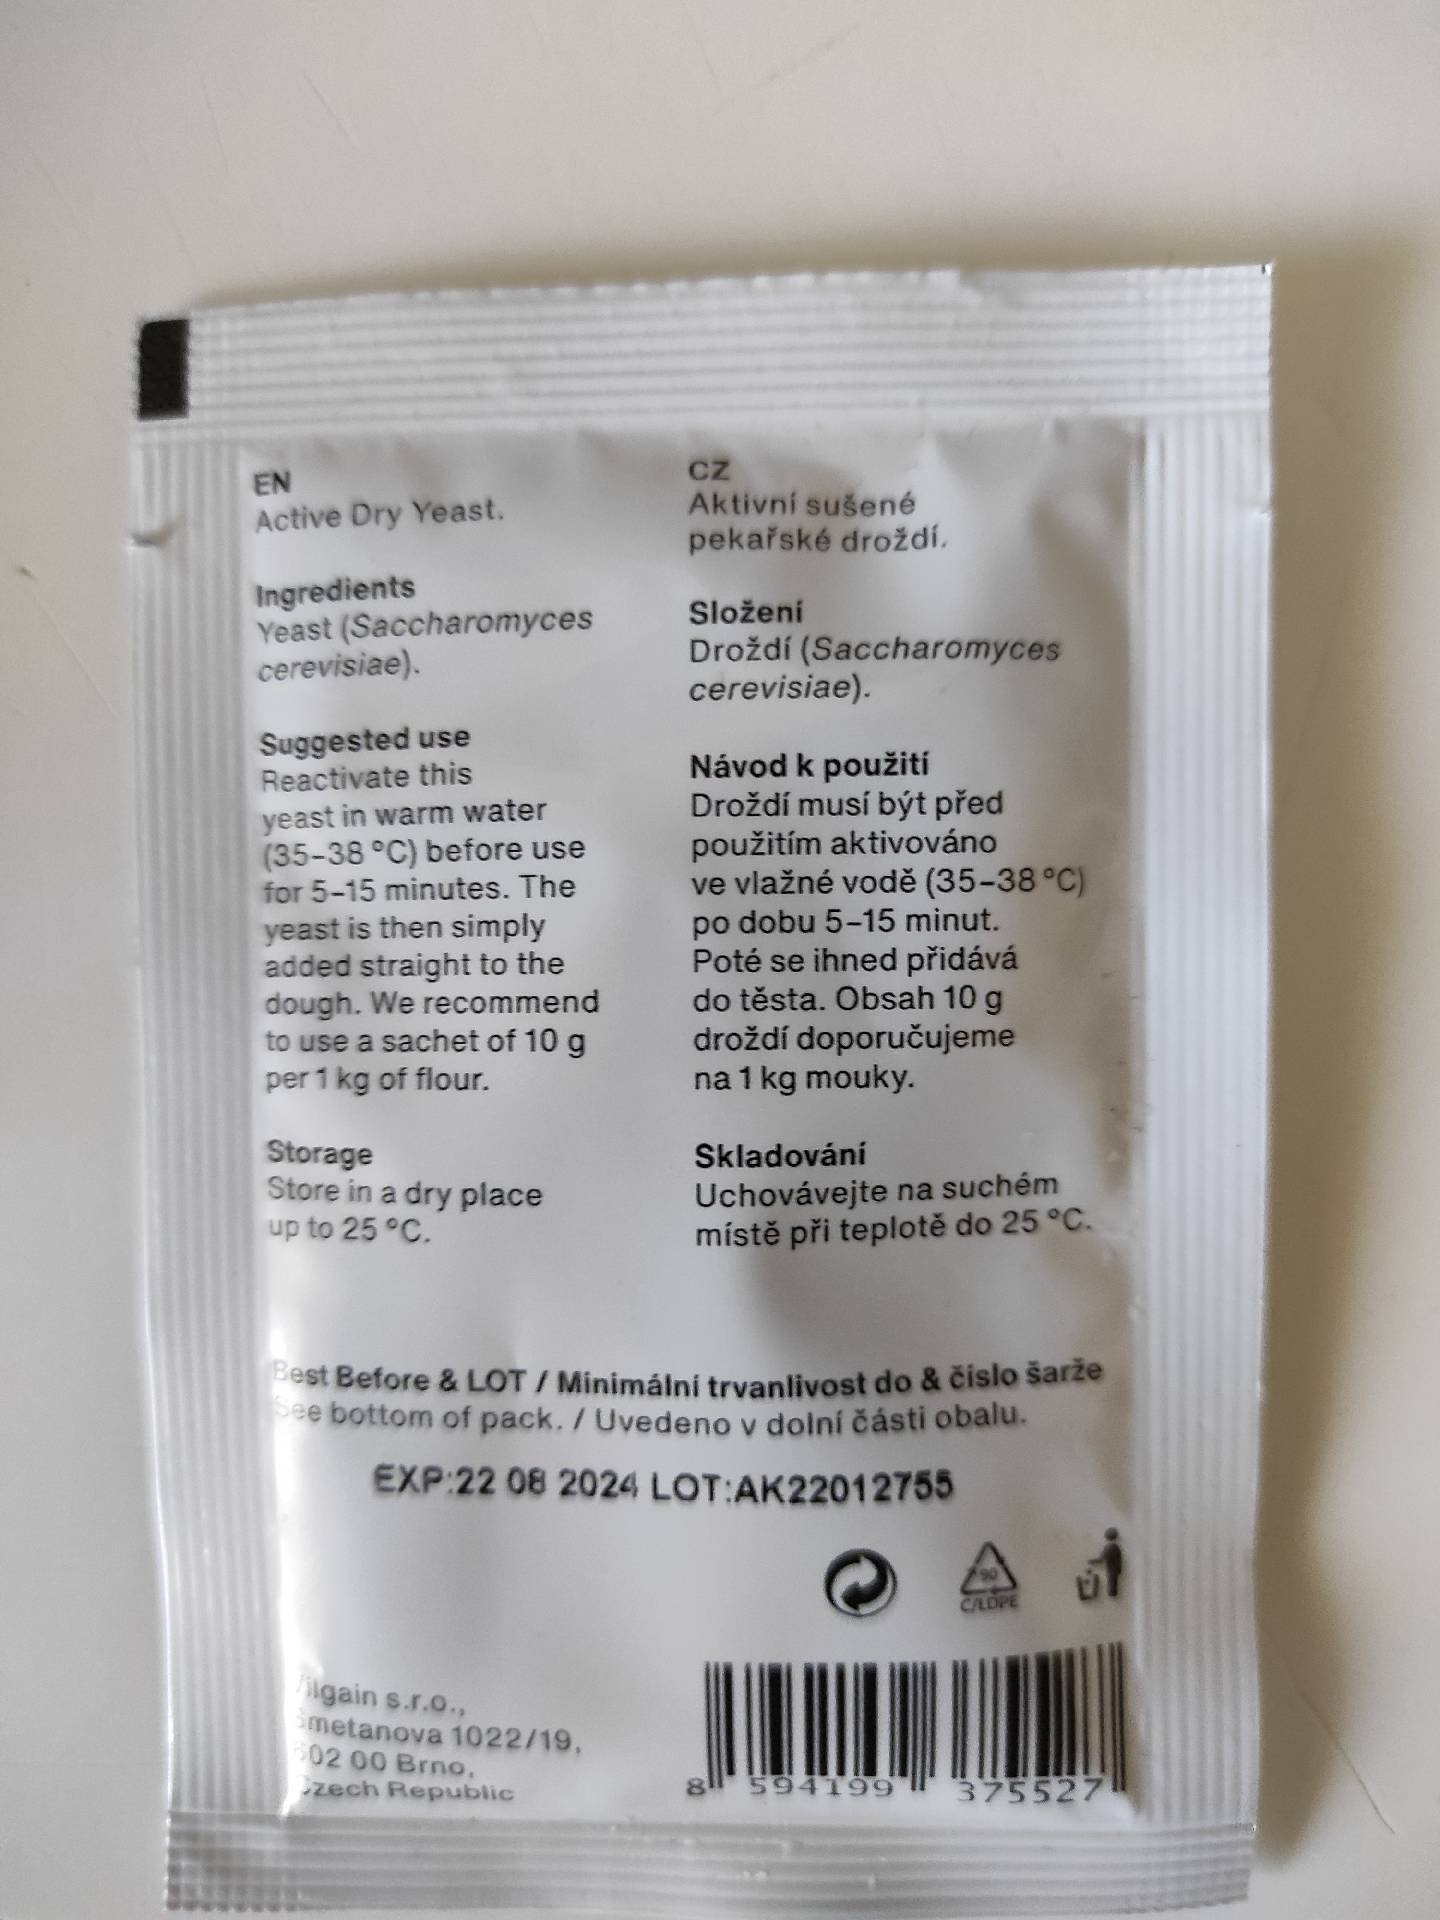 EN
Active Dry Yeast.
Ingredients
Yeast (Saccharomyces
cerevisiae).
Suggested use
Reactivate this
yeast in warm water
(35–38 °C) before use
for 5–15 minutes. The
yeast is then simply
added straight to the
dough. We recommend
to use a sachet of 10 g
per 1 kg of flour.
Storage
Store in a dry place
up to 25 °C.
CZ
Aktivní sušené
pekařské droždí.
Složení
Droždí (Saccharomyces
cerevisiae).
Návod k použití
Droždí musí být před
použitím aktivováno
ve vlažné vodě (35–38 °C)
po dobu 5–15 minut.
Poté se ihned přidává
do těsta. Obsah 10 g
droždí doporučujeme
na 1 kg mouky.
Skladování
Uchovávejte na suchém
místě při teplotě do 25 °C.
Best Before & LOT / Minimální trvanlivost do & číslo šarže
See bottom of pack. / Uvedeno v dolní části obalu.
EXP:22 08 2024 LOT:AK22012755
90
C/LDPE
Vilgain s.r.o.,
Smetanova 1022/19,
602 00 Brno,
Czech Republic
8 594199 375527